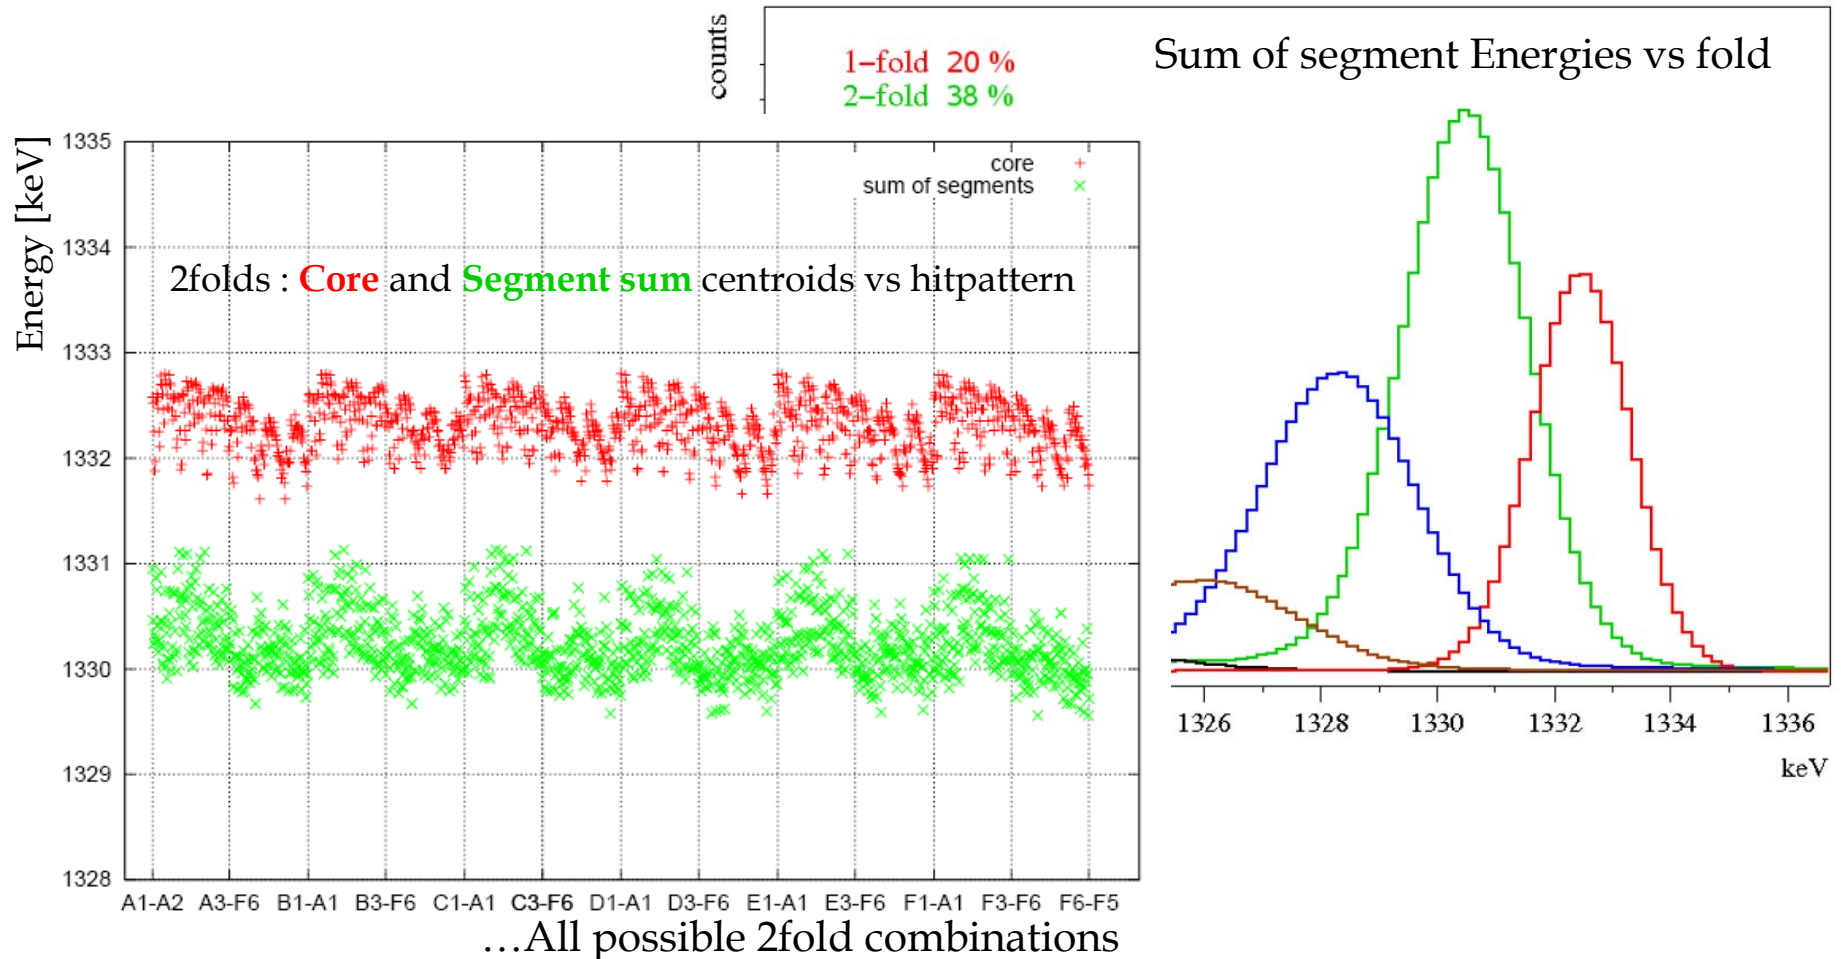 counts
1−fold 20 %
2−fold 38 %
Sum of segment Energies vs fold
Energy [keV]
1335
1334
1333
1332
1331
1330
1329
1328
core
sum of segments
2folds : Core and Segment sum centroids vs hitpattern
A1-A2 A3-F6 B1-A1 B3-F6 C1-A1 C3-F6 D1-A1 D3-F6 E1-A1 E3-F6 F1-A1 F3-F6 F6-F5
…All possible 2fold combinations
1326 1328 1330 1332 1334 1336
keV